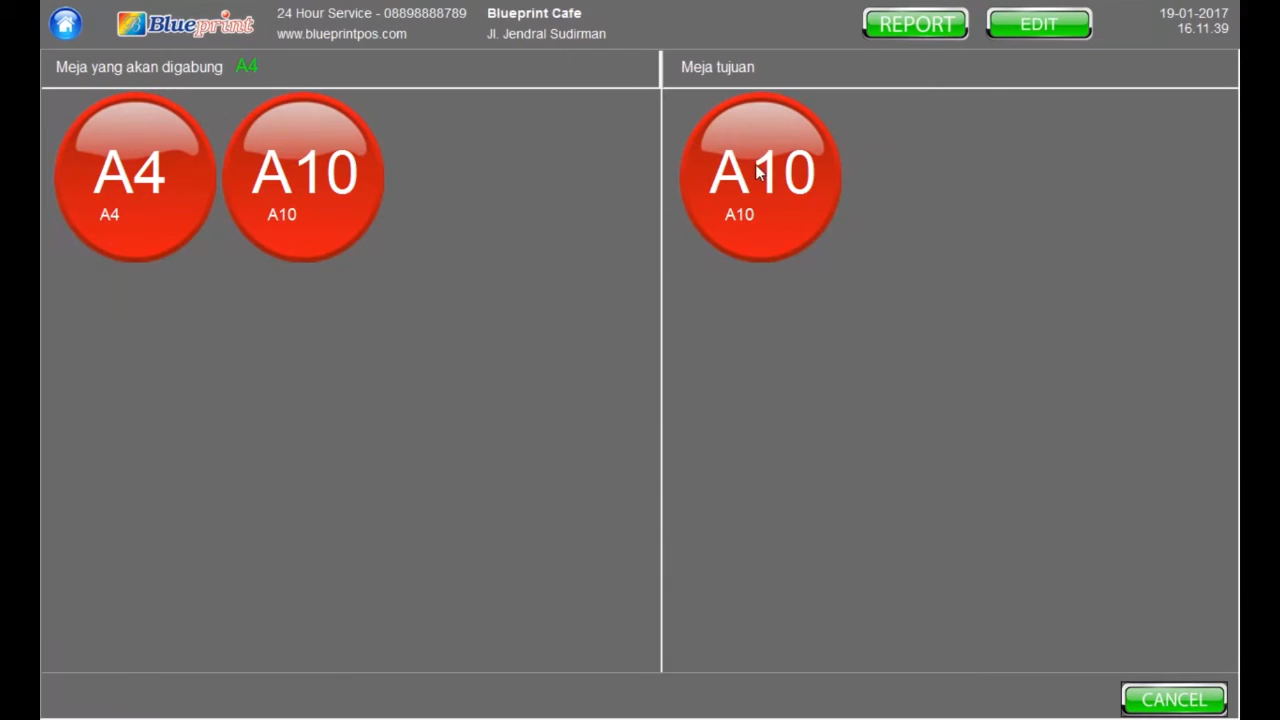 Blueprint
24 Hour Service - 08898888789
www.blueprintpos.com
Blueprint Cafe
Jl. Jendral Sudirman
REPORT
EDIT
19-01-2017
16.11.39
Meja yang akan digabung A4
Meja tujuan
A4
A4
A10
A10
A10
A10
CANCEL